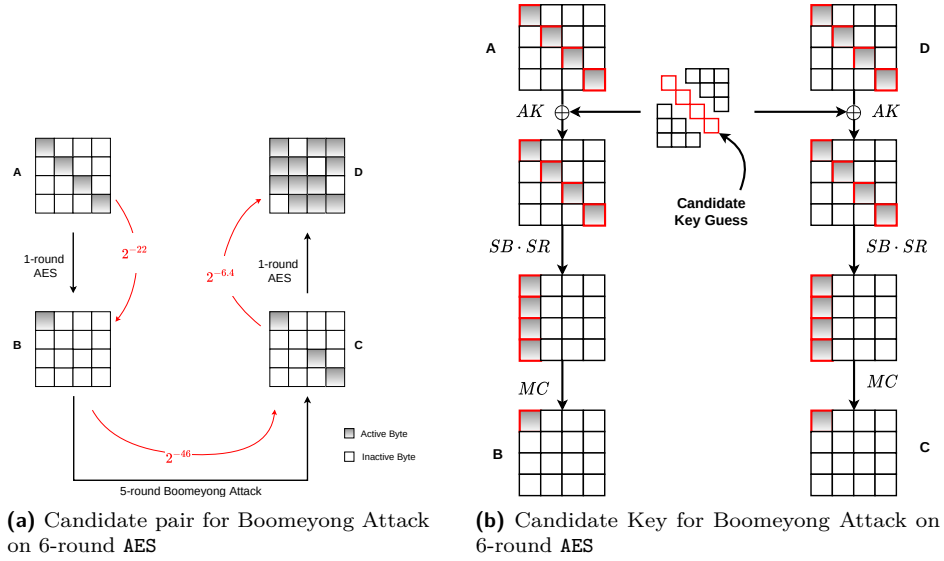 A
D
1-round
AES
2^{-22}
2^{-6.4}
1-round
AES
B
C
2^{-46}
Active Byte
Inactive Byte
5-round Boomeyong Attack
(a) Candidate pair for Boomeyong Attack
on 6-round AES
A
D
AK
AK
Candidate
Key Guess
SB · SR
SB · SR
MC
MC
B
C
(b) Candidate Key for Boomeyong Attack on
6-round AES